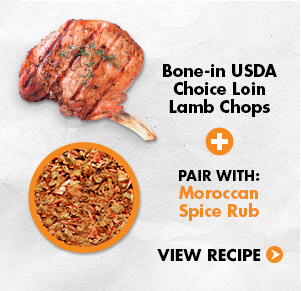 Bone-in USDA
Choice Loin
Lamb Chops
+
PAIR WITH:
Moroccan
Spice Rub
VIEW RECIPE >